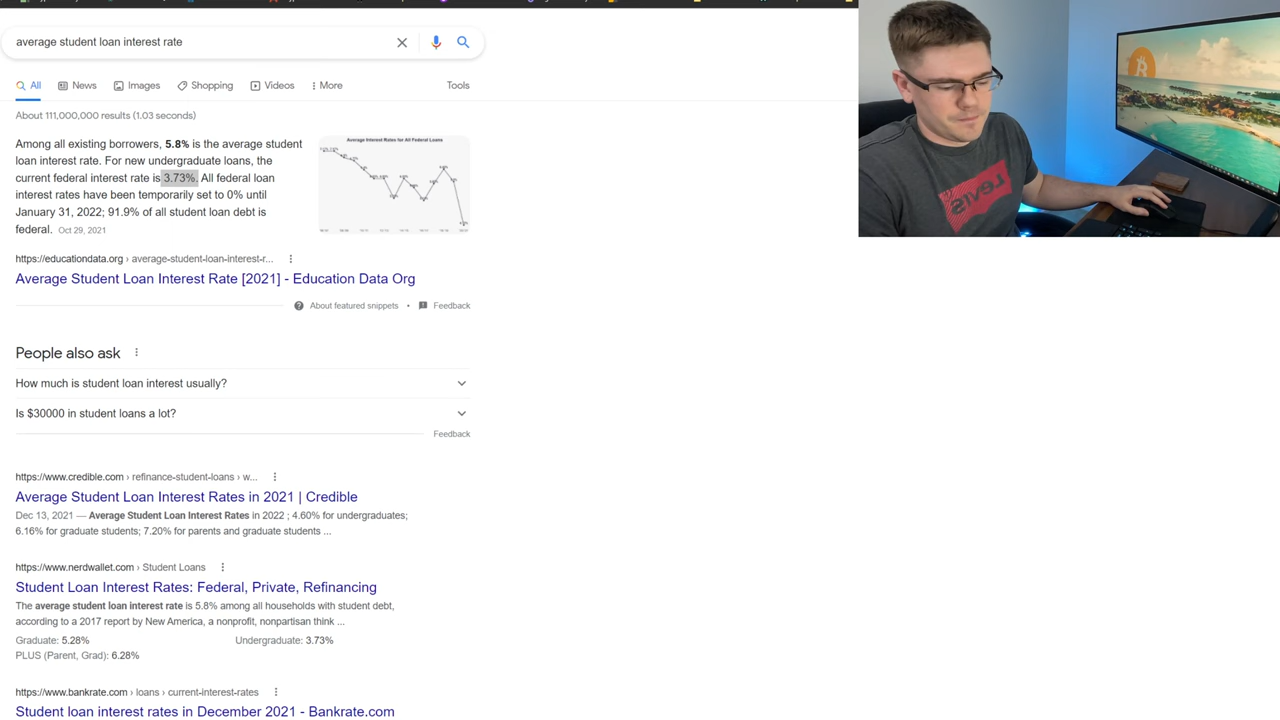 average student loan interest rate
All
News
Images
Shopping
Videos
More
Tools
About 111,000,000 results (1.03 seconds)
Among all existing borrowers, 5.8% is the average student
loan interest rate. For new undergraduate loans, the
current federal interest rate is 3.73%. All federal loan
interest rates have been temporarily set to 0% until
January 31, 2022; 91.9% of all student loan debt is
federal. Oct 29, 2021
Average Interest Rates for All Federal Loans
https://educationdata.org › average-student-loan-interest-r...
Average Student Loan Interest Rate [2021] - Education Data Org
About featured snippets • Feedback
People also ask
How much is student loan interest usually?
Is $30000 in student loans a lot?
Feedback
https://www.credible.com › refinance-student-loans › w...
Average Student Loan Interest Rates in 2021 | Credible
Dec 13, 2021 — Average Student Loan Interest Rates in 2022 ; 4.60% for undergraduates;
6.16% for graduate students; 7.20% for parents and graduate students ...
https://www.nerdwallet.com › Student Loans
Student Loan Interest Rates: Federal, Private, Refinancing
The average student loan interest rate is 5.8% among all households with student debt,
according to a 2017 report by New America, a nonprofit, nonpartisan think ...
Graduate: 5.28% Undergraduate: 3.73%
PLUS (Parent, Grad): 6.28%
https://www.bankrate.com › loans › current-interest-rates
Student loan interest rates in December 2021 - Bankrate.com
LEVI'S